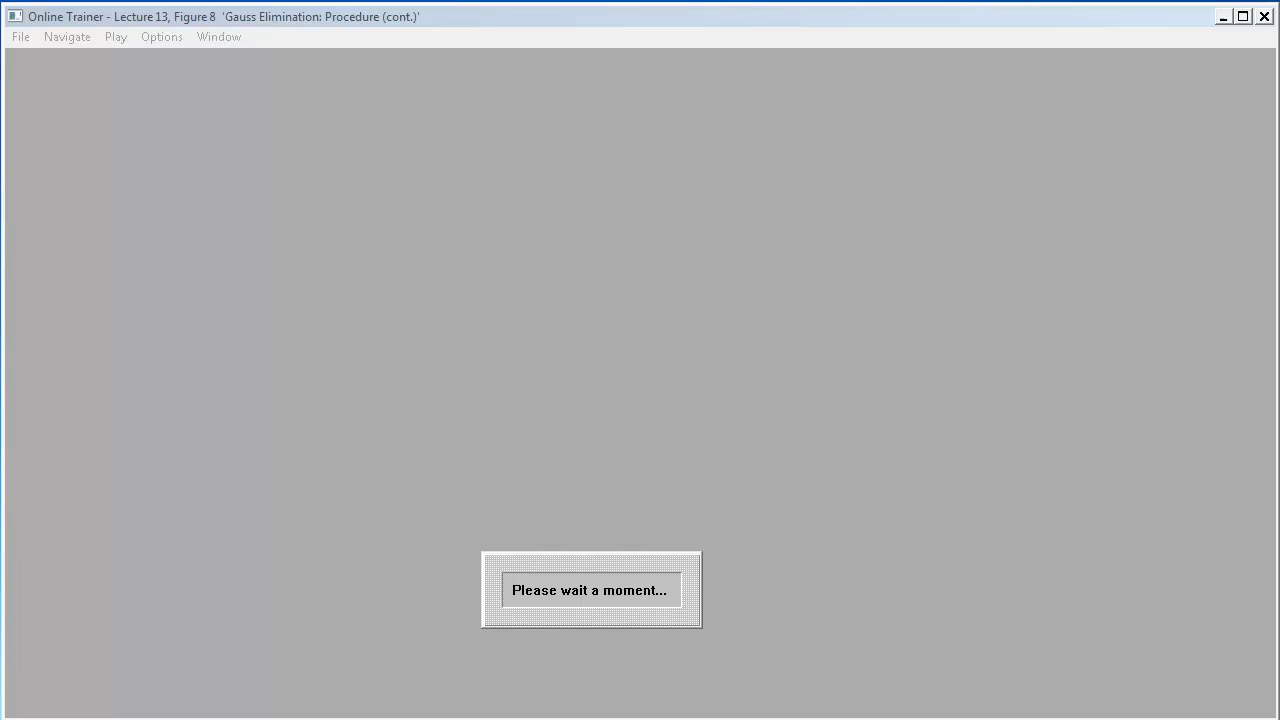 Online Trainer - Lecture 13, Figure 8 'Gauss Elimination: Procedure (cont.)'
File Navigate Play Options Window
Please wait a moment...